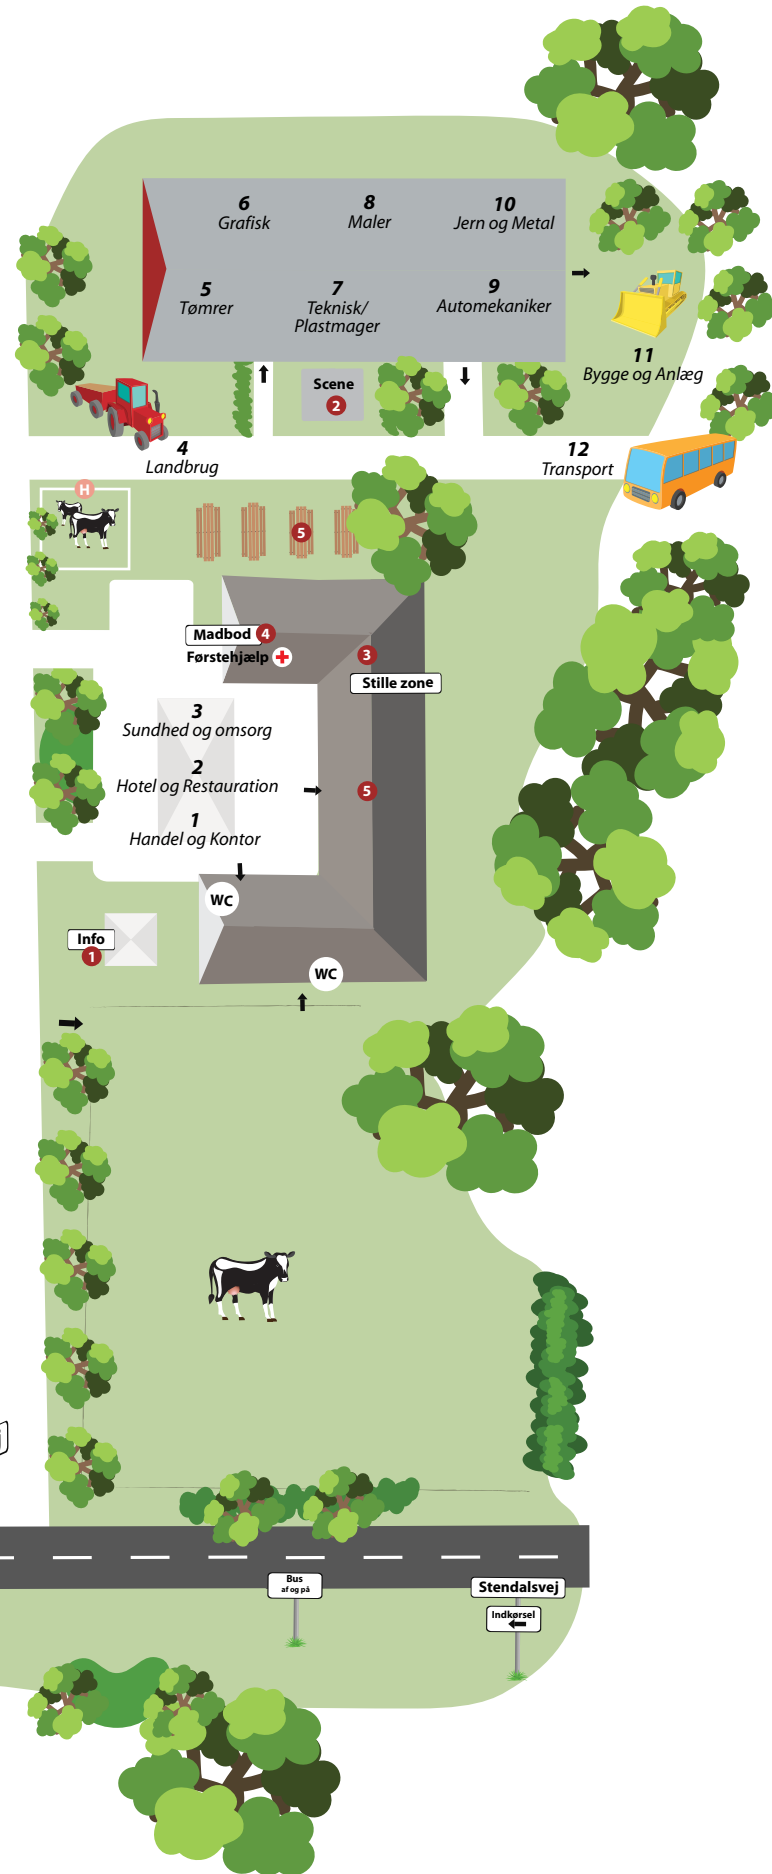 6
Grafisk
8
Maler
10
Jern og Metal
5
Tømrer
7
Teknisk/
Plastmager
9
Automekaniker
11
Bygge og Anlæg
Scene
2
4
Landbrug
12
Transport
H
5
Madbod 4
Førstehjælp
3
Stille zone
3
Sundhed og omsorg
2
Hotel og Restauration
5
1
Handel og Kontor
WC
Info
1
WC
Bus
af og på
Stendalsvej
Indkørsel